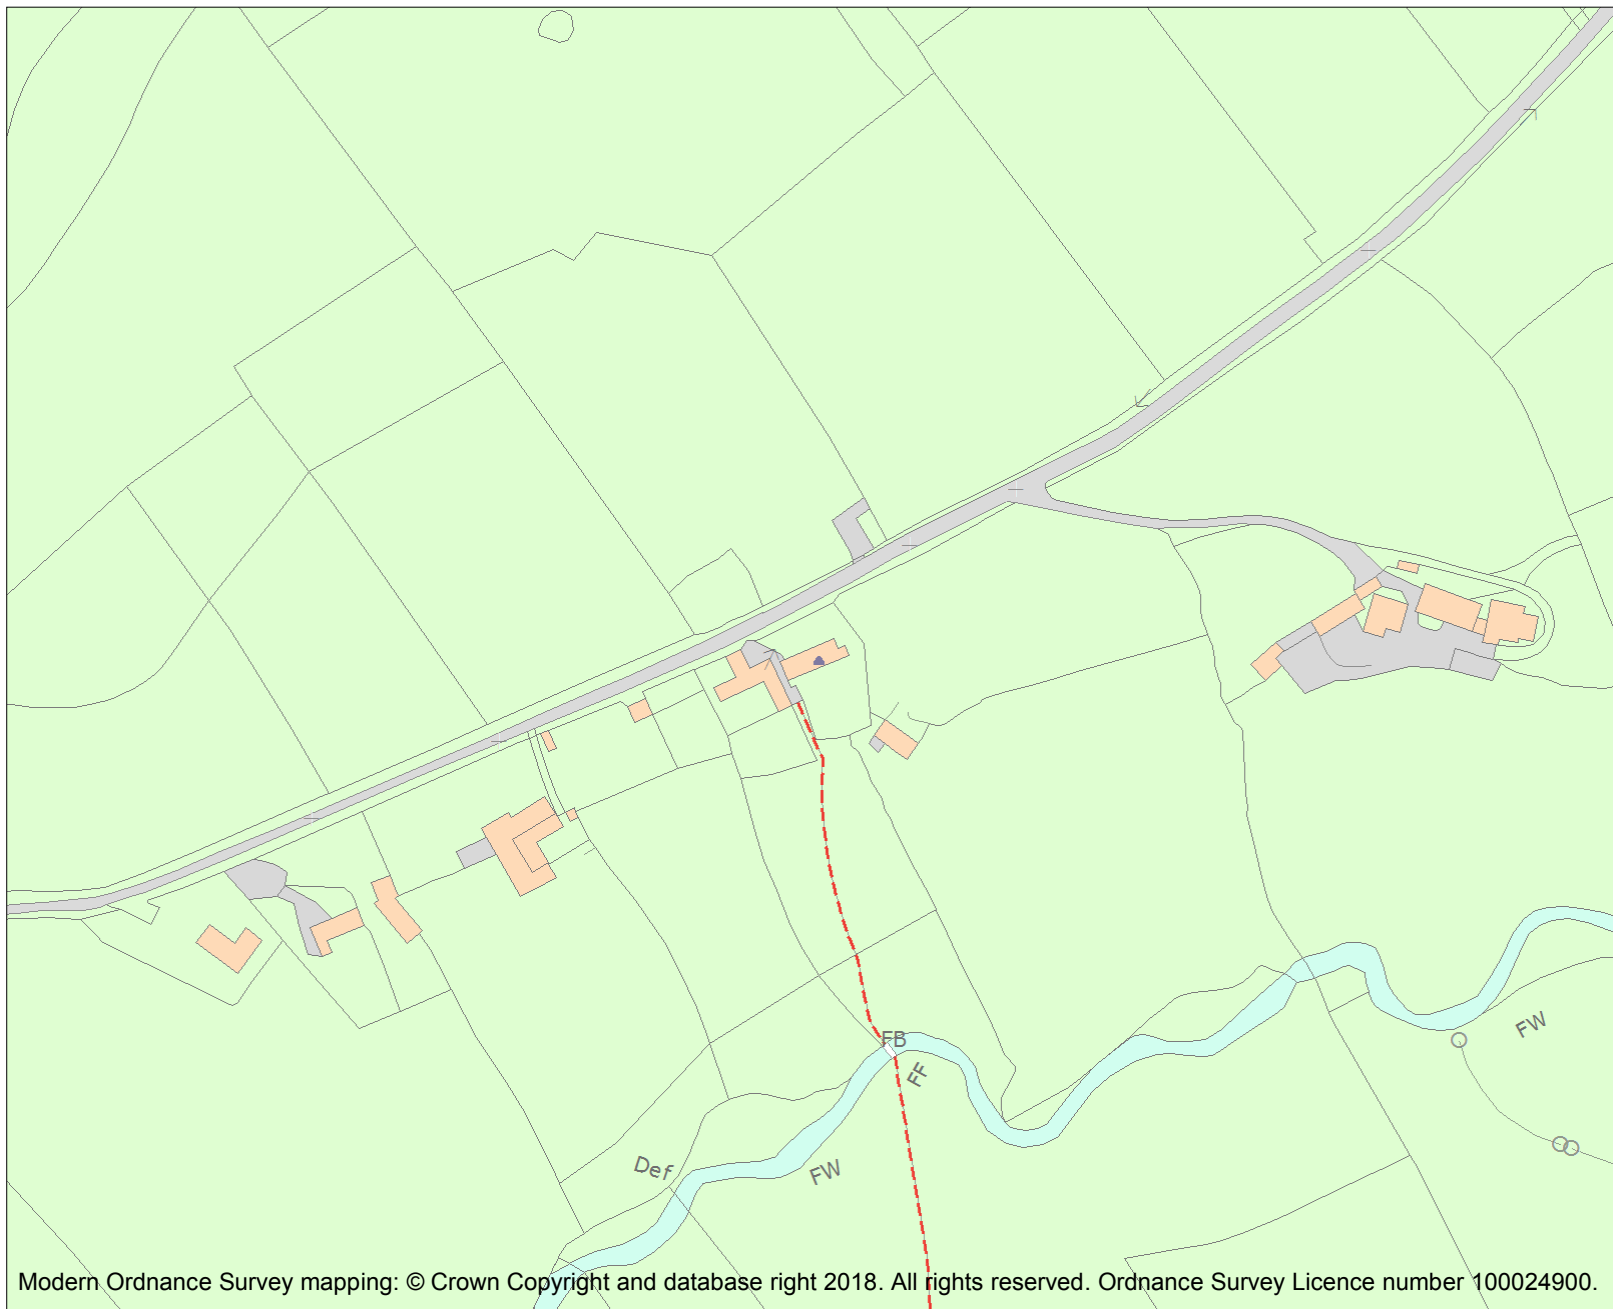 FB
FF
FW
Def
FW
Modern Ordnance Survey mapping: © Crown Copyright and database right 2018. All rights reserved. Ordnance Survey Licence number 100024900.